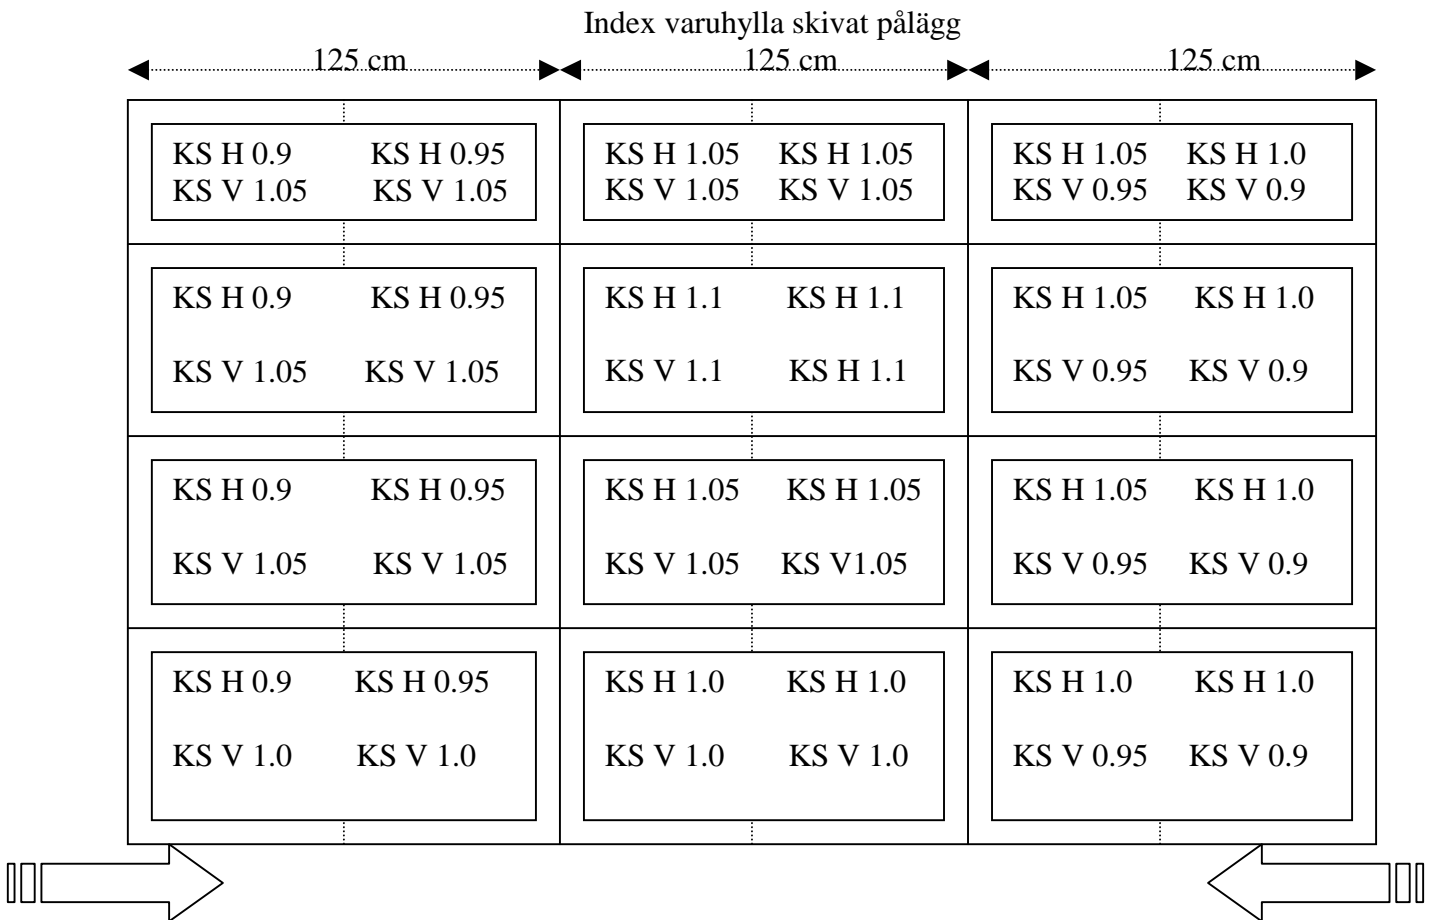 Index varuhylla skivat pålägg
125 cm 125 cm 125 cm
KS H 0.9 KS H 0.95 KS H 1.05 KS H 1.05 KS H 1.05 KS H 1.0
KS V 1.05 KS V 1.05 KS V 1.05 KS V 1.05 KS V 0.95 KS V 0.9
KS H 0.9 KS H 0.95 KS H 1.1 KS H 1.1 KS H 1.05 KS H 1.0
KS V 1.05 KS V 1.05 KS V 1.1 KS H 1.1 KS V 0.95 KS V 0.9
KS H 0.9 KS H 0.95 KS H 1.05 KS H 1.05 KS H 1.05 KS H 1.0
KS V 1.05 KS V 1.05 KS V 1.05 KS V1.05 KS V 0.95 KS V 0.9
KS H 0.9 KS H 0.95 KS H 1.0 KS H 1.0 KS H 1.0 KS H 1.0
KS V 1.0 KS V 1.0 KS V 1.0 KS V 1.0 KS V 0.95 KS V 0.9